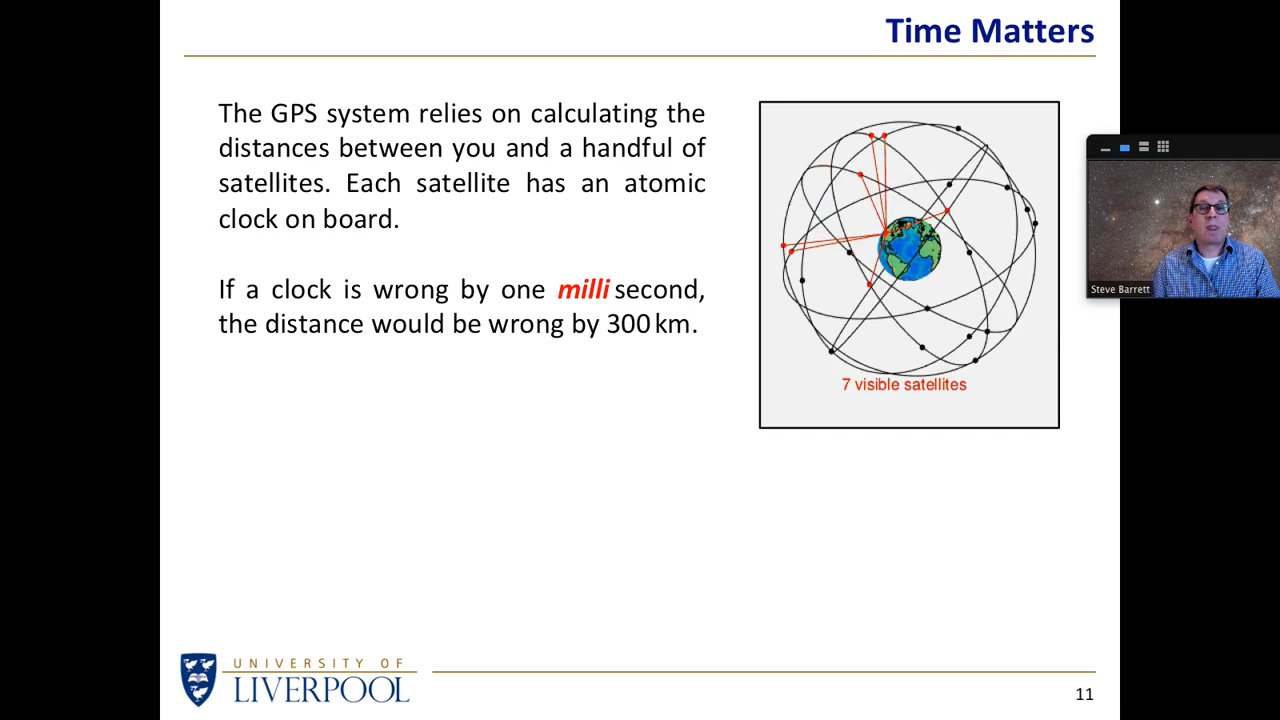 Time Matters
The GPS system relies on calculating the
distances between you and a handful of
satellites. Each satellite has an atomic
clock on board.
If a clock is wrong by one milli second,
the distance would be wrong by 300 km.
7 visible satellites
Steve Barrett
UNIVERSITY OF
LIVERPOOL
11